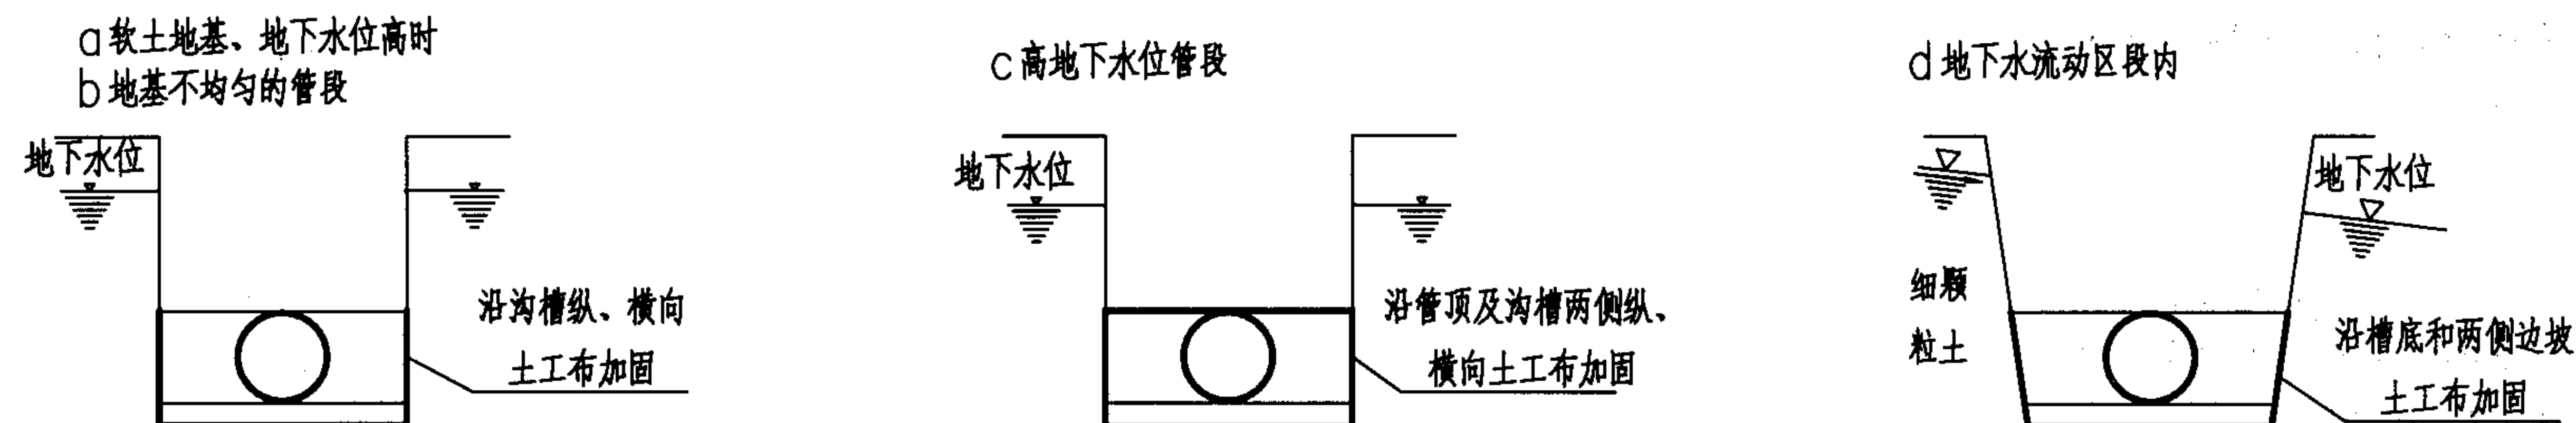 a 软土地基、地下水位高时
b 地基不均匀的管段
地下水位
沿沟槽纵、横向
土工布加固
c 高地下水位管段
地下水位
沿管顶及沟槽两侧纵、
横向土工布加固
d 地下水流动区段内
地下水位
细颗
粒土
沿槽底和两侧边坡
土工布加固